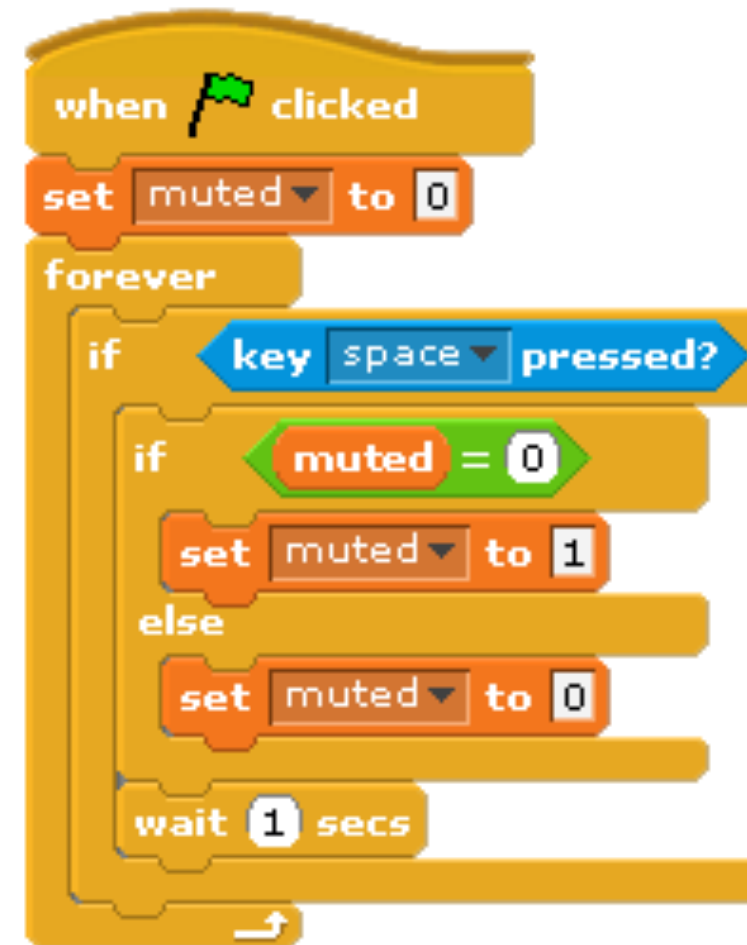 when clicked
set muted to 0
forever
if key space pressed?
if muted = 0
set muted to 1
else
set muted to 0
wait 1 secs